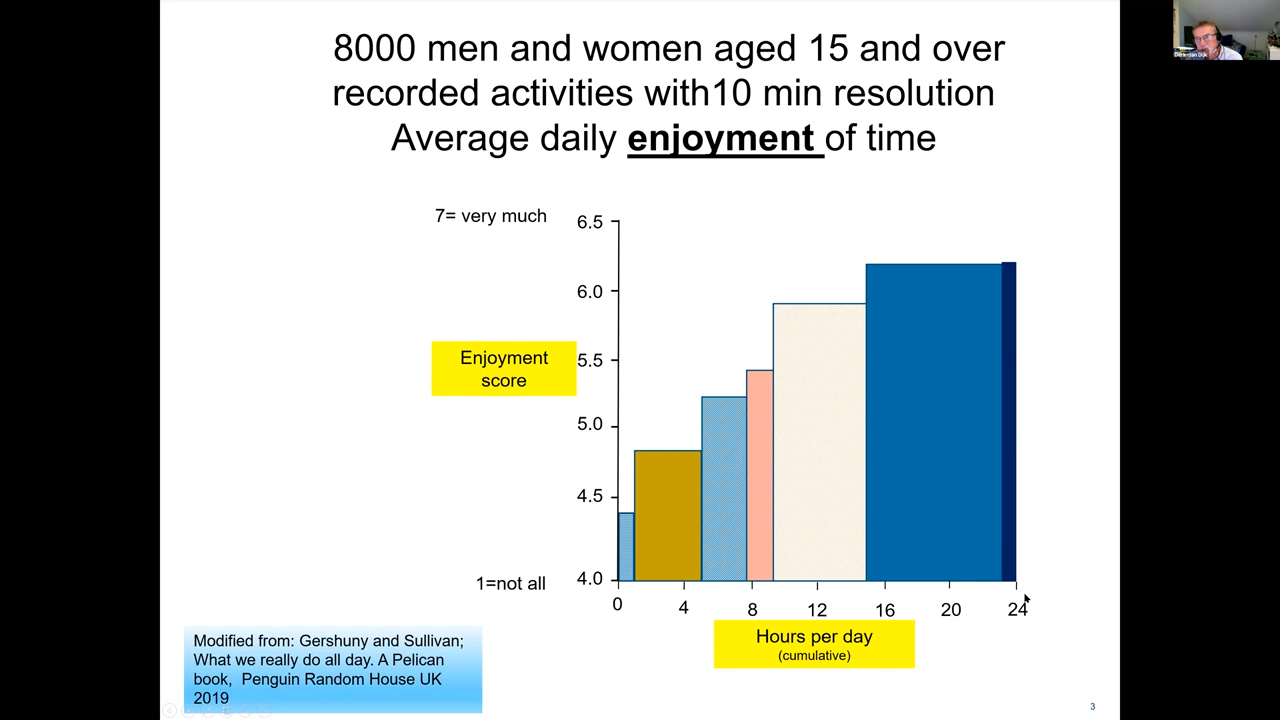 8000 men and women aged 15 and over
recorded activities with10 min resolution
Average daily enjoyment of time
7= very much
6.5
6.0
Enjoyment
score
5.5
5.0
4.5
1=not all
4.0
0
4
8
12
16
20
24
Hours per day
(cumulative)
Modified from: Gershuny and Sullivan;
What we really do all day. A Pelican
book, Penguin Random House UK
2019
3